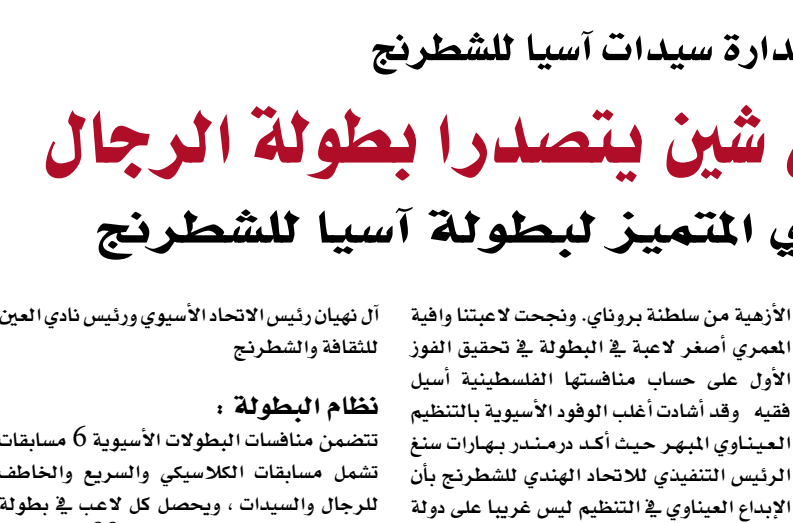 دارة سيدات آسيا للشطرنج
شين يتصدرا بطولة الرجال
المتميز لبطولة آسيا للشطرنج
الأزهية من سلطنة بروناي. ونجحت لاعبتنا وافية
المعمري أصغر لاعبة في البطولة في تحقيق الفوز
الأول على حساب منافستها الفلسطينية أسيل
فقيه وقد أشادت أغلب الوفود الأسيوية بالتنظيم
العيناوي المبهر حيث أكد درمندر بهارات سنغ
الرئيس التنفيذي للاتحاد الهندي للشطرنج بأن
الإبداع العيناوي في التنظيم ليس غريبا على دولة
آل نهيان رئيس الاتحاد الأسيوي ورئيس نادي العين
للثقافة والشطرنج
نظام البطولة :
تتضمن منافسات البطولات الأسيوية 6 مسابقات
تشمل مسابقات الكلاسيكي والسريع والخاطف
للرجال والسيدات ، ويحصل كل لاعب في بطولة